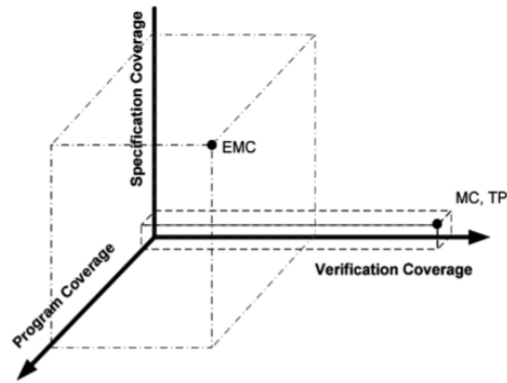 Specification Coverage
EMC
MC, TP
Program Coverage
Verification Coverage